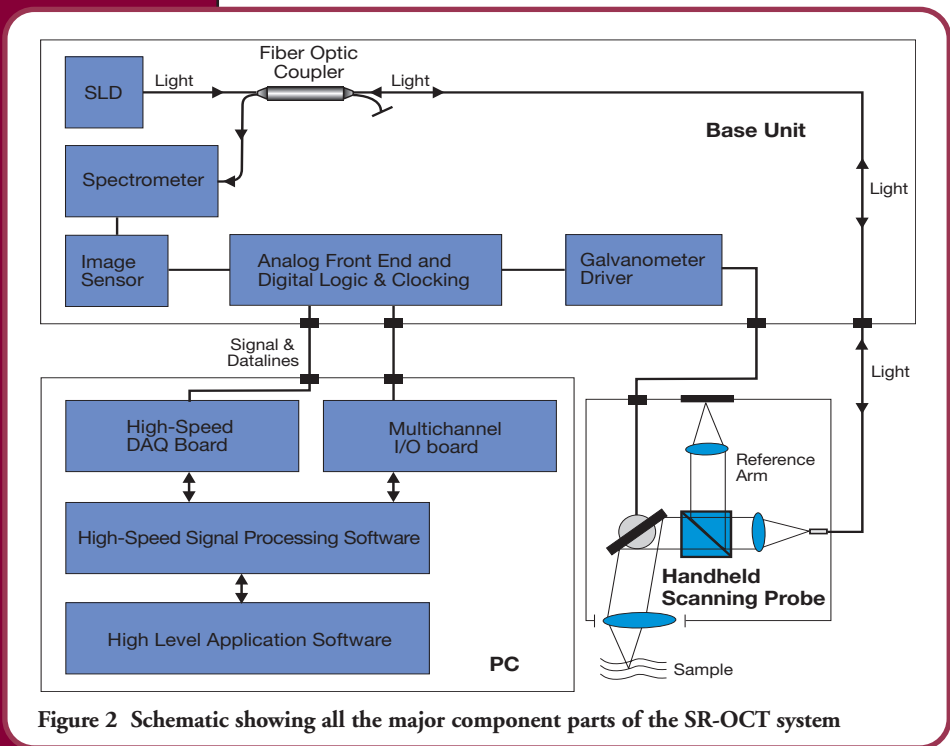 Fiber Optic
Coupler
SLD
Light
Light
Base Unit
Spectrometer
Light
Image
Sensor
Analog Front End and
Digital Logic & Clocking
Galvanometer
Driver
Signal &
Datalines
Light
High-Speed
DAQ Board
Multichannel
I/O board
Reference
Arm
High-Speed Signal Processing Software
Handheld
Scanning Probe
High Level Application Software
PC
Sample
Figure 2 Schematic showing all the major component parts of the SR-OCT system